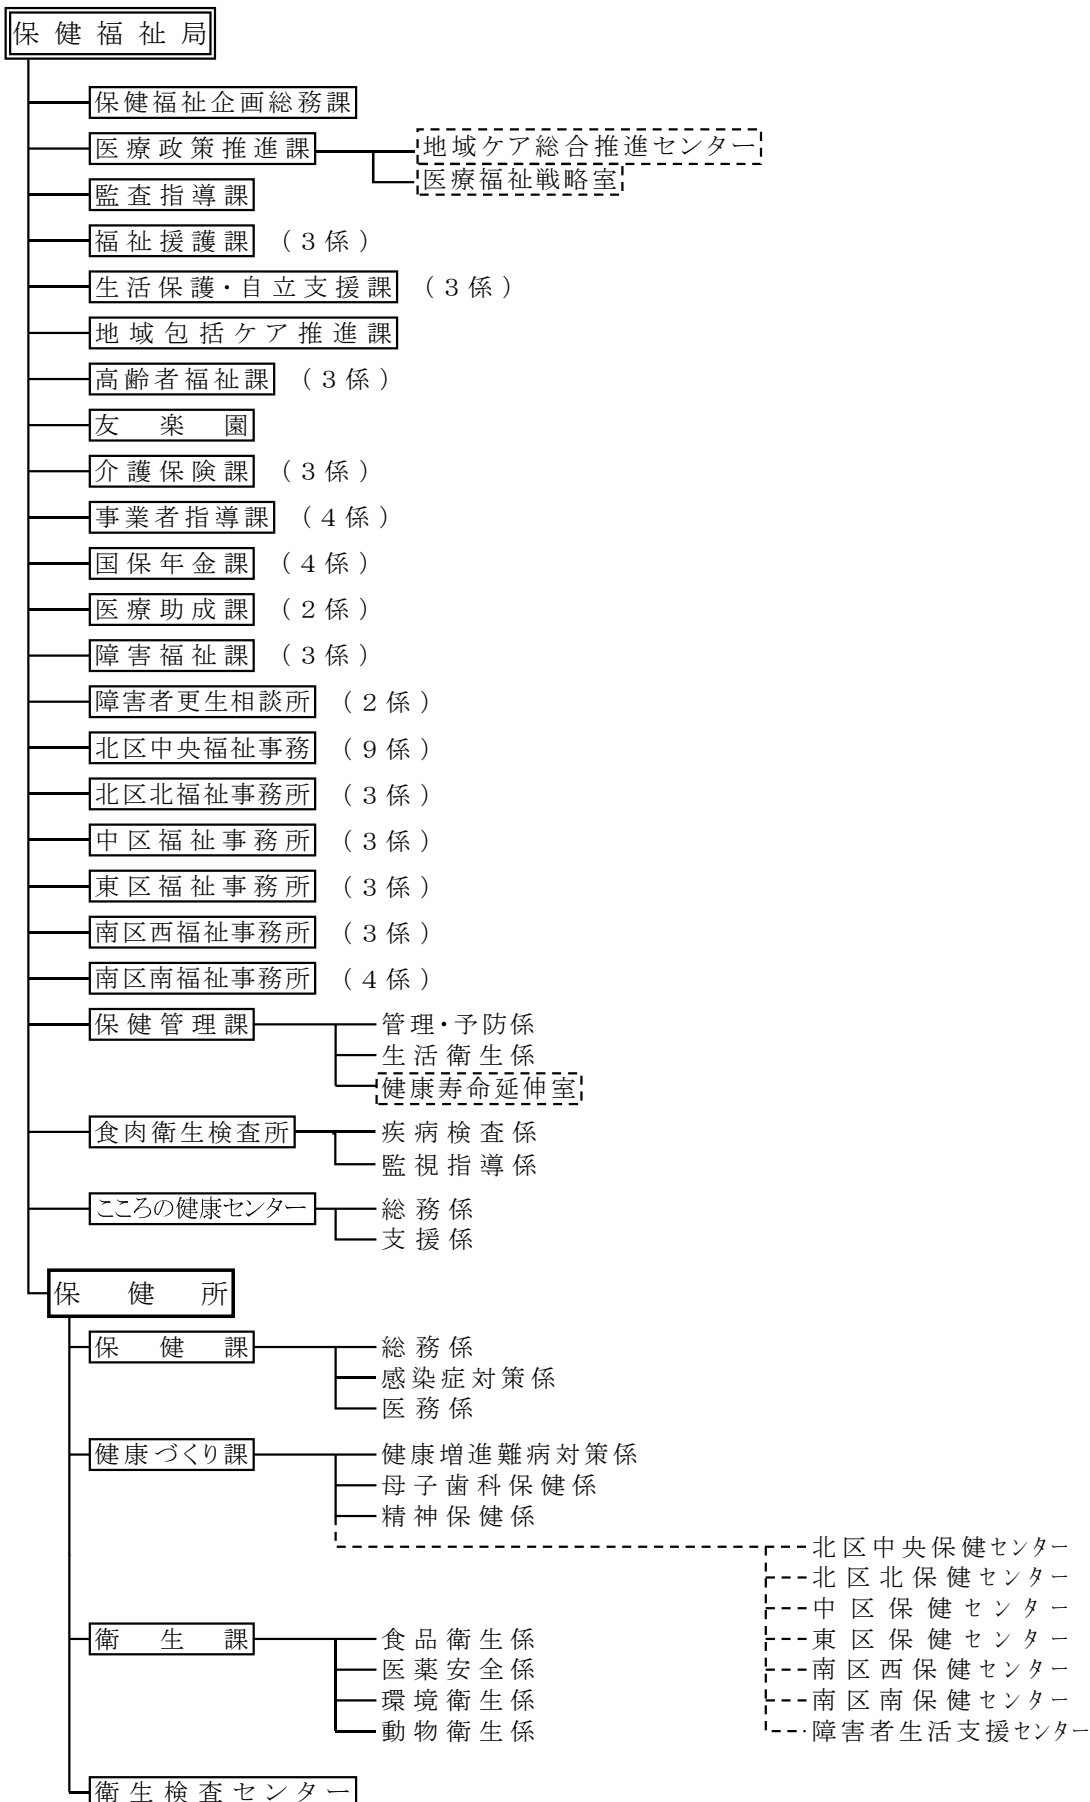 保健福祉局
保健福祉企画総務課
医療政策推進課
地域ケア総合推進センター
医療福祉戦略室
監査指導課
福祉援護課 (3係)
生活保護・自立支援課 (3係)
地域包括ケア推進課
高齢者福祉課 (3係)
友楽園
介護保険課 (3係)
事業者指導課 (4係)
国保年金課 (4係)
医療助成課 (2係)
障害福祉課 (3係)
障害者更生相談所 (2係)
北区中央福祉事務 (9係)
北区北福祉事務所 (3係)
中区福祉事務所 (3係)
東区福祉事務所 (3係)
南区西福祉事務所 (3係)
南区南福祉事務所 (4係)
保健管理課
管理・予防係
生活衛生係
健康寿命延伸室
食肉衛生検査所
疾病検査係
監視指導係
こころの健康センター
総務係
支援係
保健所
保健課
総務係
感染症対策係
医務係
健康づくり課
健康増進難病対策係
母子歯科保健係
精神保健係
北区中央保健センター
北区北保健センター
中区保健センター
東区保健センター
南区西保健センター
南区南保健センター
障害者生活支援センター
衛生課
食品衛生係
医薬安全係
環境衛生係
動物衛生係
衛生検査センター